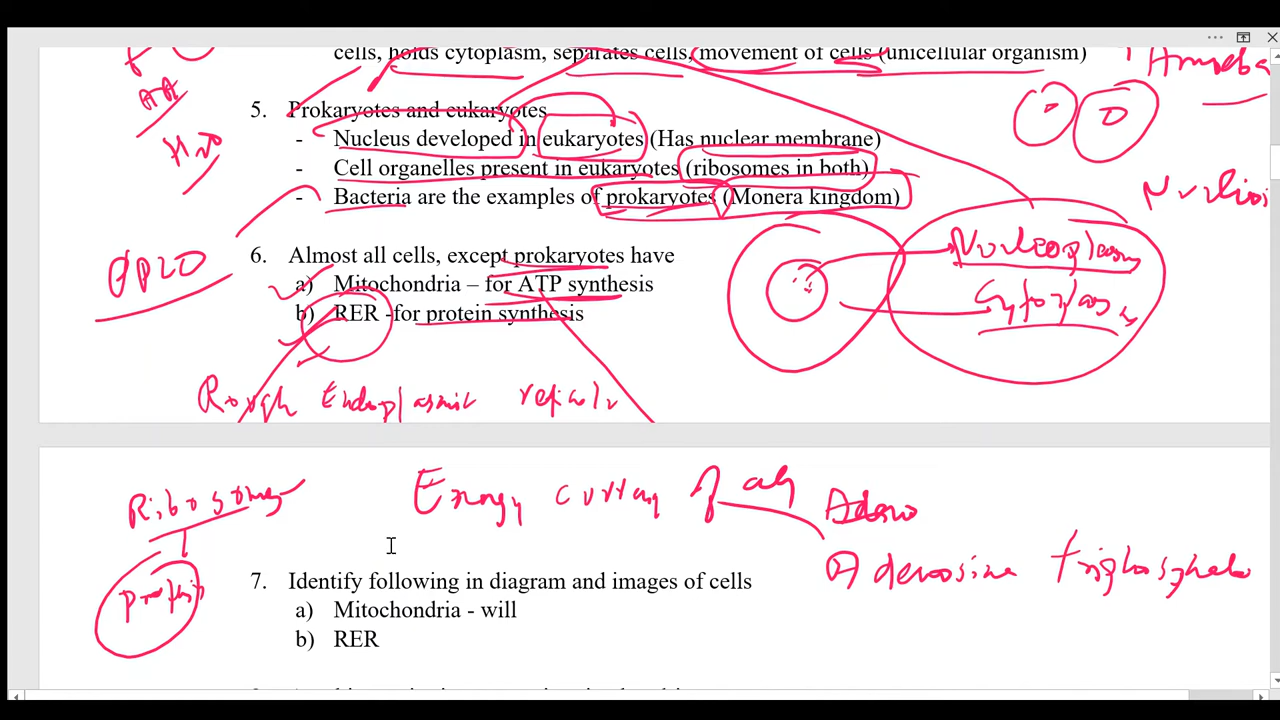 cells, holds cytoplasm, separates cells, movement of cells (unicellular organism)
Amoeba
AA
H2O
5. Prokaryotes and eukaryotes
- Nucleus developed in eukaryotes (Has nuclear membrane)
- Cell organelles present in eukaryotes (ribosomes in both)
- Bacteria are the examples of prokaryotes (Monera kingdom)
6. Almost all cells, except prokaryotes have
Nucleoplasm
a) Mitochondria – for ATP synthesis
Cytoplasm
b) RER -for protein synthesis
Rough Endoplasmic
Ribosomes
Energy currency of
Adeno
Adenosine triphosphate
7. Identify following in diagram and images of cells
a) Mitochondria - will
protein
b) RER